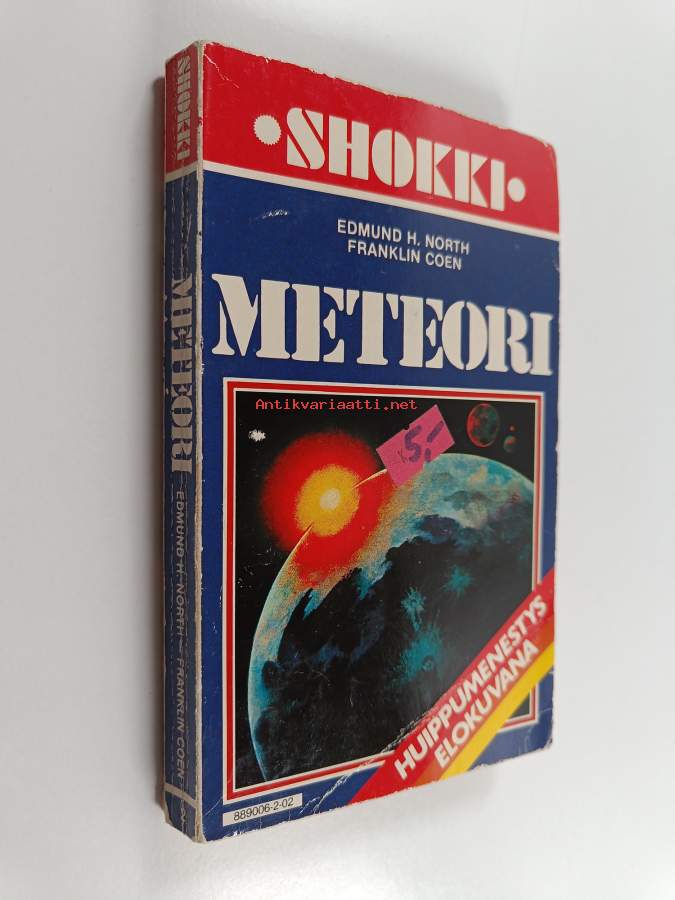 •SHOKKI•
EDMUND H. NORTH
FRANKLIN COEN
METEORI
Antikvariaatti.net
5,-
HUIPPUMENESTYS
ELOKUVANA
889006-2-02
SHOKKI
METEORI
EDMUND H. NORTH – FRANKLIN COEN